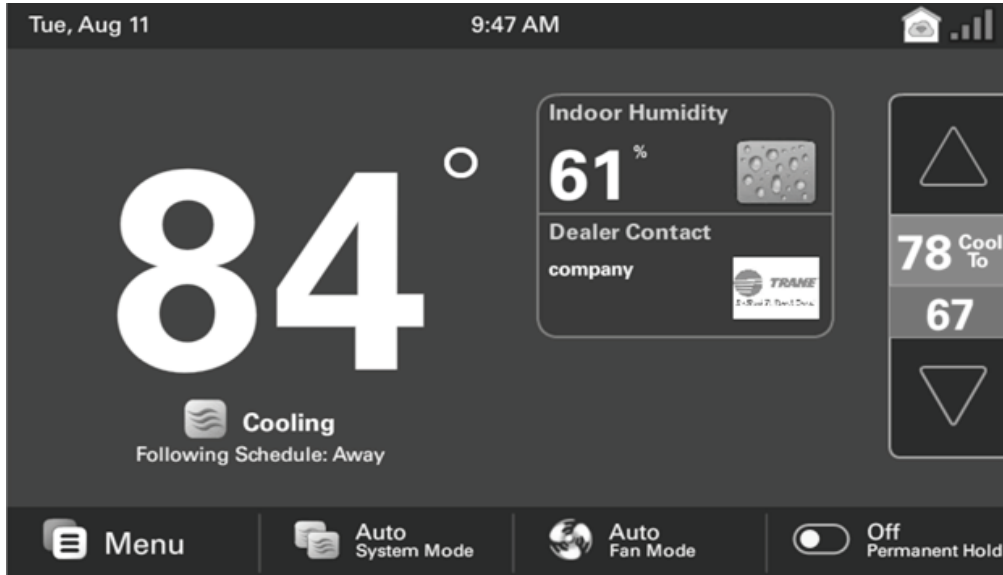 Tue, Aug 11
9:47 AM
84°
Cooling
Following Schedule: Away
Indoor Humidity
61%
Dealer Contact
company
TRANE
78 Cool To
67
Menu
Auto
System Mode
Auto
Fan Mode
Off
Permanent Hold